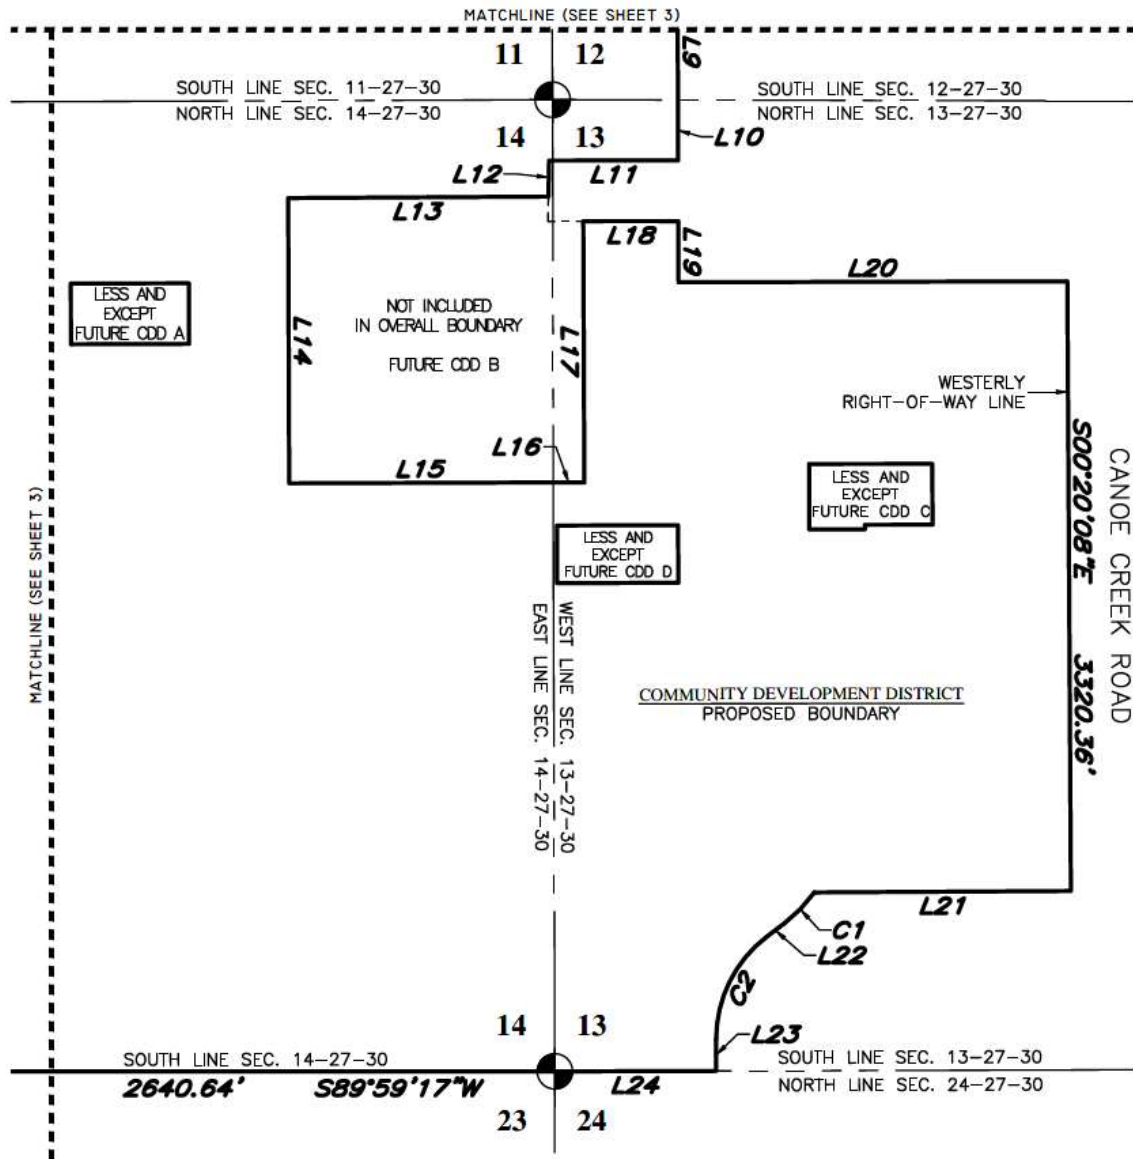 MATCHLINE (SEE SHEET 3)
11
12
L9
SOUTH LINE SEC. 11-27-30
NORTH LINE SEC. 14-27-30
SOUTH LINE SEC. 12-27-30
NORTH LINE SEC. 13-27-30
14
13
L10
L12
L11
L13
L18
L19
L20
LESS AND
EXCEPT
FUTURE CDD A
L14
NOT INCLUDED
IN OVERALL BOUNDARY
FUTURE CDD B
L17
WESTERLY
RIGHT-OF-WAY LINE
L16
L15
LESS AND
EXCEPT
FUTURE CDD C
S00°20'08"E 3320.36'
CANOE CREEK ROAD
MATCHLINE (SEE SHEET 3)
LESS AND
EXCEPT
FUTURE CDD D
WEST LINE SEC. 13-27-30
EAST LINE SEC. 14-27-30
COMMUNITY DEVELOPMENT DISTRICT
PROPOSED BOUNDARY
L21
C1
L22
C2
14
13
L23
SOUTH LINE SEC. 14-27-30
2640.64' S89°59'17"W
L24
SOUTH LINE SEC. 13-27-30
NORTH LINE SEC. 24-27-30
23
24